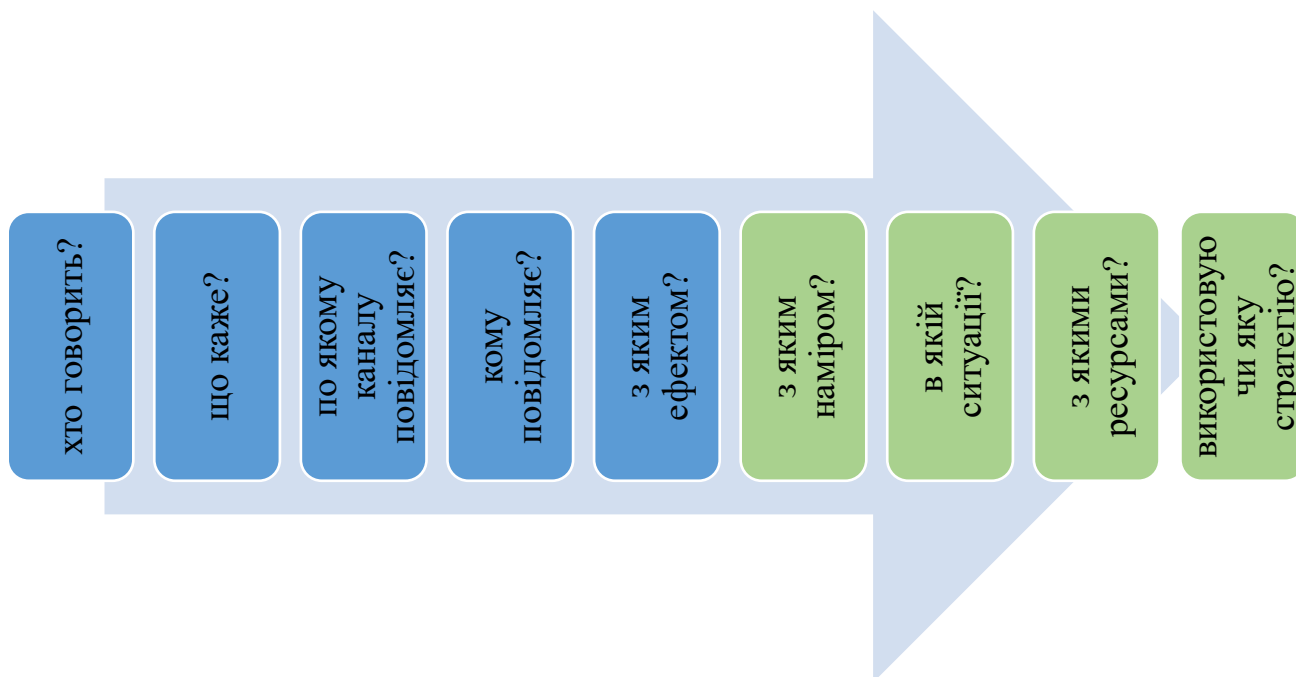 хто говорить?
що каже?
по якому
каналу
повідомляє?
кому
повідомляє?
з яким
ефектом?
з яким
наміром?
в якій
ситуації?
з якими
ресурсами?
використовую
чи яку
стратегію?